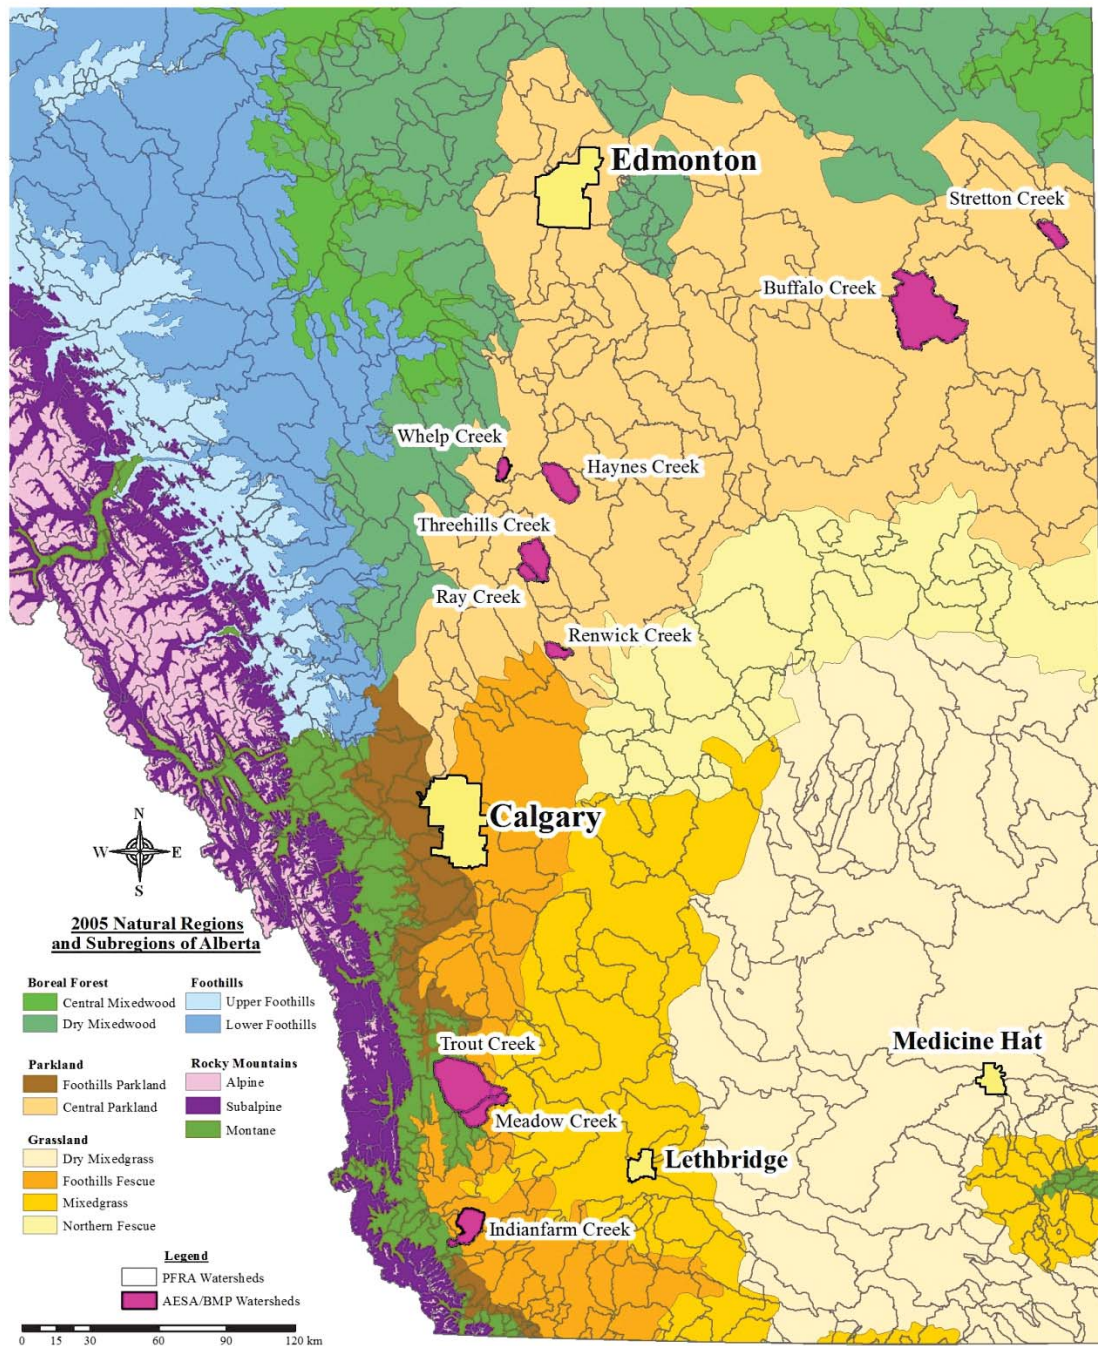 Edmonton
Stretton Creek
Buffalo Creek
Whelp Creek
Haynes Creek
Threehills Creek
Ray Creek
Renwick Creek
Calgary
N
W E
S
2005 Natural Regions
and Subregions of Alberta
Boreal Forest
Central Mixedwood
Dry Mixedwood
Foothills
Upper Foothills
Lower Foothills
Parkland
Foothills Parkland
Central Parkland
Rocky Mountains
Alpine
Subalpine
Montane
Grassland
Dry Mixedgrass
Foothills Fescue
Mixedgrass
Northern Fescue
Legend
PFRA Watersheds
AESA/BMP Watersheds
0 15 30 60 90 120 km
Trout Creek
Meadow Creek
Medicine Hat
Lethbridge
Indianfarm Creek